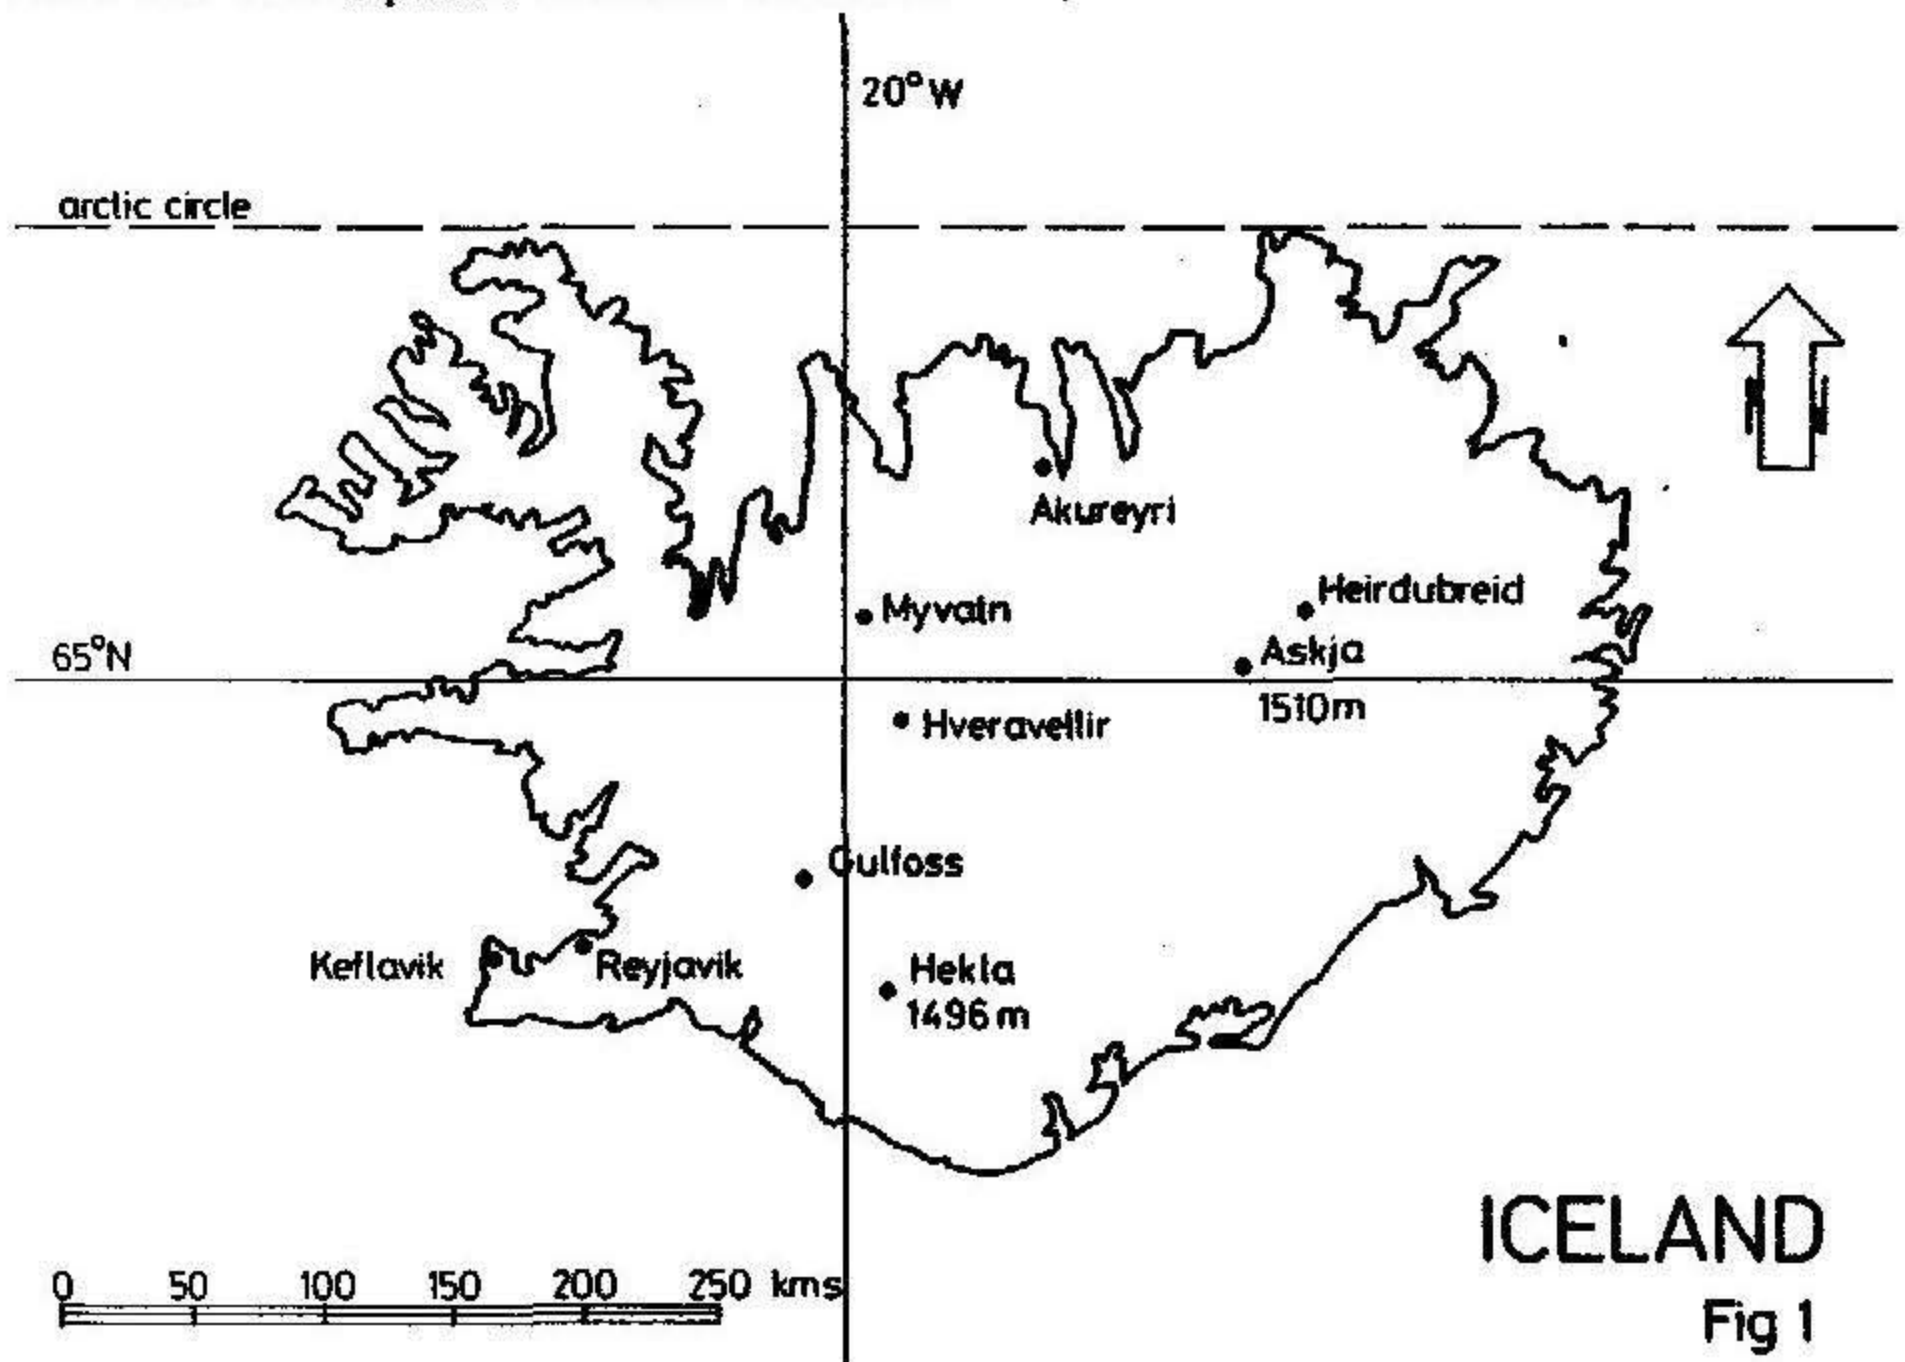 20°W
arctic circle
Akureyri
Heirdubreid
Myvatn
65°N
Askja
1510m
Hveravellir
Gulfoss
Keflavik
Reyjavik
Hekla
1496m
ICELAND
0 50 100 150 200 250 kms
Fig 1